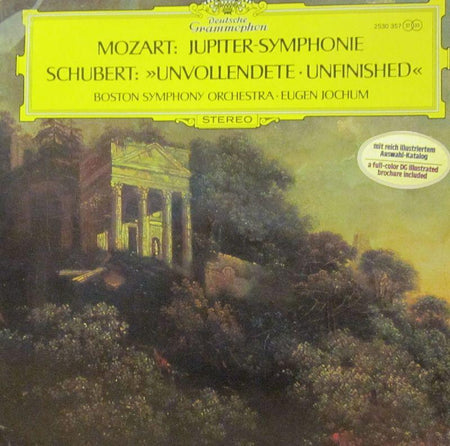 Deutsche
Grammophon
2530 357
MOZART: JUPITER-SYMPHONIE
SCHUBERT: »UNVOLLENDETE · UNFINISHED«
BOSTON SYMPHONY ORCHESTRA · EUGEN JOCHUM
STEREO
mit reich illustriertem
Auswahl-Katalog
a full-color DG illustrated
brochure included